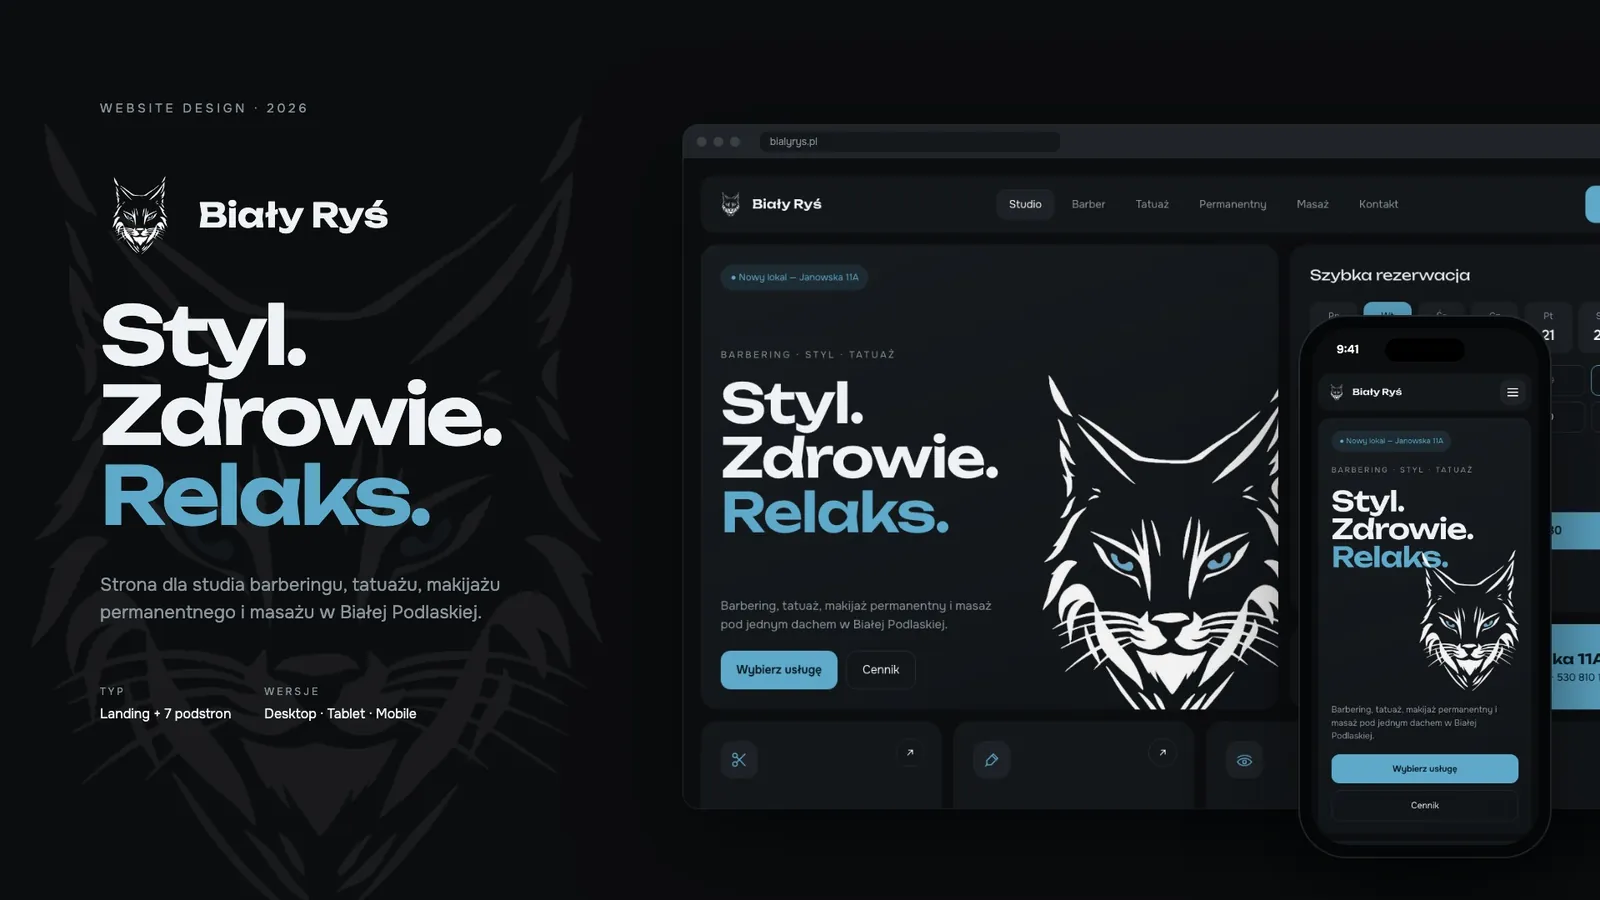 WEBSITE DESIGN · 2026
Biały Ryś
Styl.
Zdrowie.
Relaks.
Strona dla studia barberingu, tatuażu, makijażu
permanentnego i masażu w Białej Podlaskiej.
TYP
Landing + 7 podstron
WERSJE
Desktop · Tablet · Mobile
bialyrys.pl
Biały Ryś
Studio
Barber
Tatuaż
Permanentny
Masaż
Kontakt
• Nowy lokal — Janowska 11A
BARBERING · STYL · TATUAŻ
Styl.
Zdrowie.
Relaks.
Barbering, tatuaż, makijaż permanentny i masaż
pod jednym dachem w Białej Podlaskiej.
Wybierz usługę
Cennik
Szybka rezerwacja
Pt
21
9:41
Biały Ryś
• Nowy lokal — Janowska 11A
BARBERING · STYL · TATUAŻ
Styl.
Zdrowie.
Relaks.
Barbering, tatuaż, makijaż permanentny i
masaż pod jednym dachem w Białej
Podlaskiej.
Wybierz usługę
Cennik
530 810